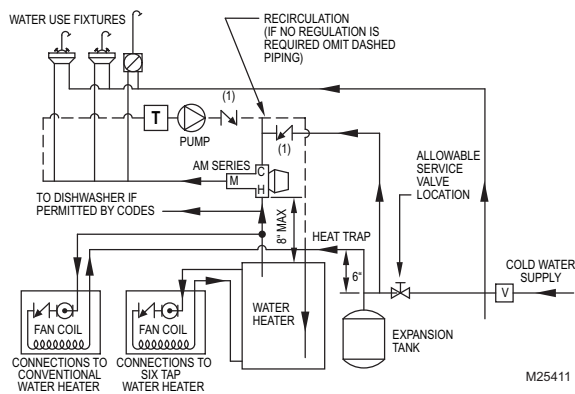 WATER USE FIXTURES
RECIRCULATION
(IF NO REGULATION IS
REQUIRED OMIT DASHED
PIPING)
(1)
T
PUMP
(1)
AM SERIES
C
M
H
ALLOWABLE
SERVICE
VALVE
LOCATION
TO DISHWASHER IF
PERMITTED BY CODES
8" MAX
HEAT TRAP
6"
COLD WATER
SUPPLY
V
WATER
HEATER
FAN COIL
FAN COIL
EXPANSION
TANK
CONNECTIONS TO
CONVENTIONAL
WATER HEATER
CONNECTIONS TO
SIX TAP
WATER HEATER
M25411